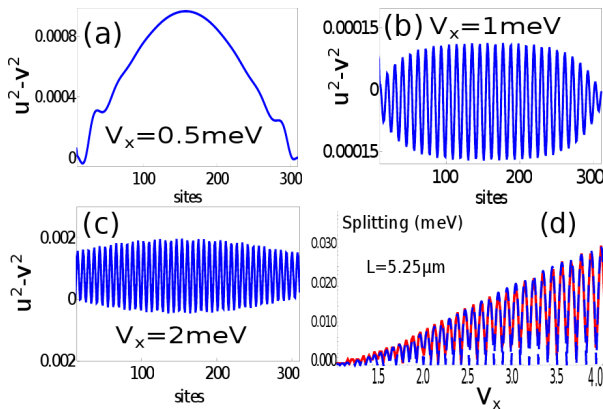 (a)
u²-v²
0.0008
0.0004
0
V_x=0.5meV
100 200 300
sites
(b)
V_x=1meV
u²-v²
0.00015
0
0.00015
100 200 300
sites
(c)
u²-v²
0.002
0
0.002
V_x=2meV
100 200 300
sites
Splitting (meV) (d)
L=5.25μm
0.030
0.020
0.010
0.000
1.5 2.0 2.5 3.0 3.5 4.0
V_x